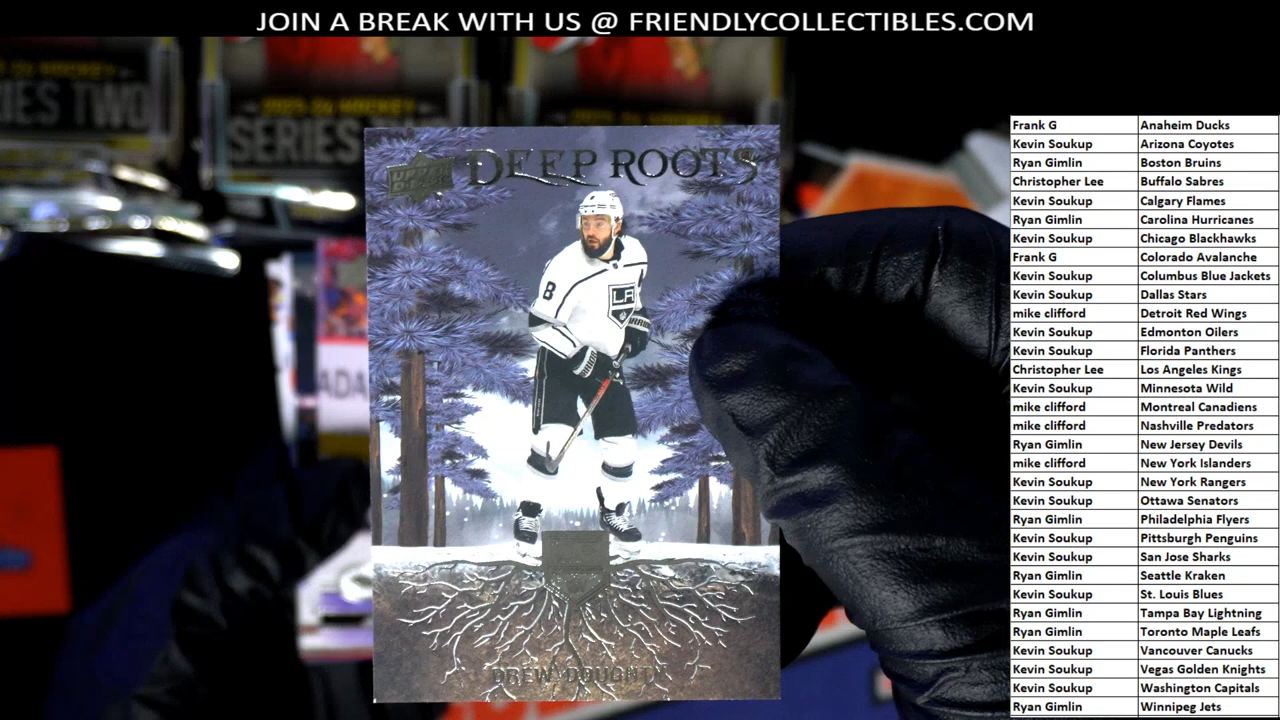 JOIN A BREAK WITH US @ FRIENDLYCOLLECTIBLES.COM
2025-26 HOCKEY
SERIES TWO
UPPER DECK
DEEP ROOTS
8
LA
DREW DOUGHTY
Frank G Anaheim Ducks
Kevin Soukup Arizona Coyotes
Ryan Gimlin Boston Bruins
Christopher Lee Buffalo Sabres
Kevin Soukup Calgary Flames
Ryan Gimlin Carolina Hurricanes
Kevin Soukup Chicago Blackhawks
Frank G Colorado Avalanche
Kevin Soukup Columbus Blue Jackets
Kevin Soukup Dallas Stars
mike clifford Detroit Red Wings
Kevin Soukup Edmonton Oilers
Kevin Soukup Florida Panthers
Christopher Lee Los Angeles Kings
Kevin Soukup Minnesota Wild
mike clifford Montreal Canadiens
mike clifford Nashville Predators
Ryan Gimlin New Jersey Devils
mike clifford New York Islanders
Kevin Soukup New York Rangers
Kevin Soukup Ottawa Senators
Ryan Gimlin Philadelphia Flyers
Kevin Soukup Pittsburgh Penguins
Kevin Soukup San Jose Sharks
Ryan Gimlin Seattle Kraken
Kevin Soukup St. Louis Blues
Ryan Gimlin Tampa Bay Lightning
Ryan Gimlin Toronto Maple Leafs
Kevin Soukup Vancouver Canucks
Kevin Soukup Vegas Golden Knights
Kevin Soukup Washington Capitals
Ryan Gimlin Winnipeg Jets